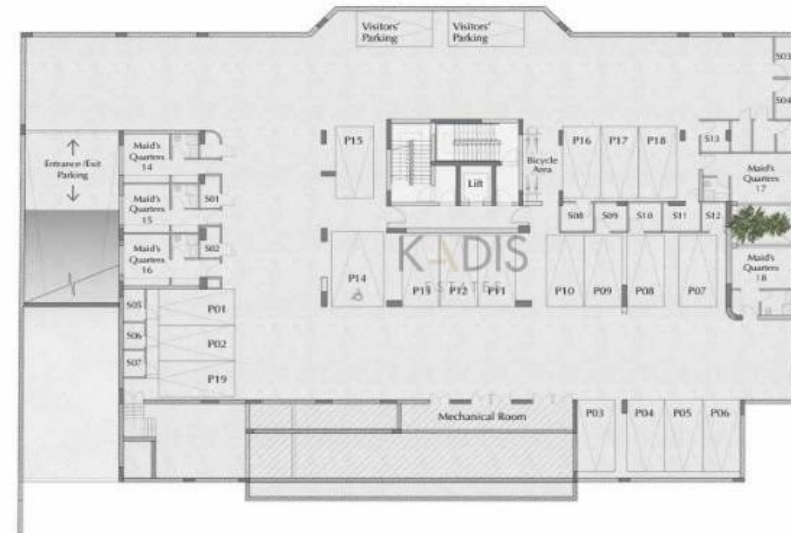 Visitors'
Parking
Visitors'
Parking
S03
S04
Entrance /Exit
Parking
Maid's
Quarters
14
P15
Lift
Bicycle
Area
P16
P17
P18
S13
Maid's
Quarters
17
Maid's
Quarters
15
S01
S08
S09
S10
S11
S12
Maid's
Quarters
16
S02
KADIS
ESTATES
P14
P13
P12
P11
P10
P09
P08
P07
Maid's
Quarters
18
S05
P01
S06
P02
S07
P19
Mechanical Room
P03
P04
P05
P06